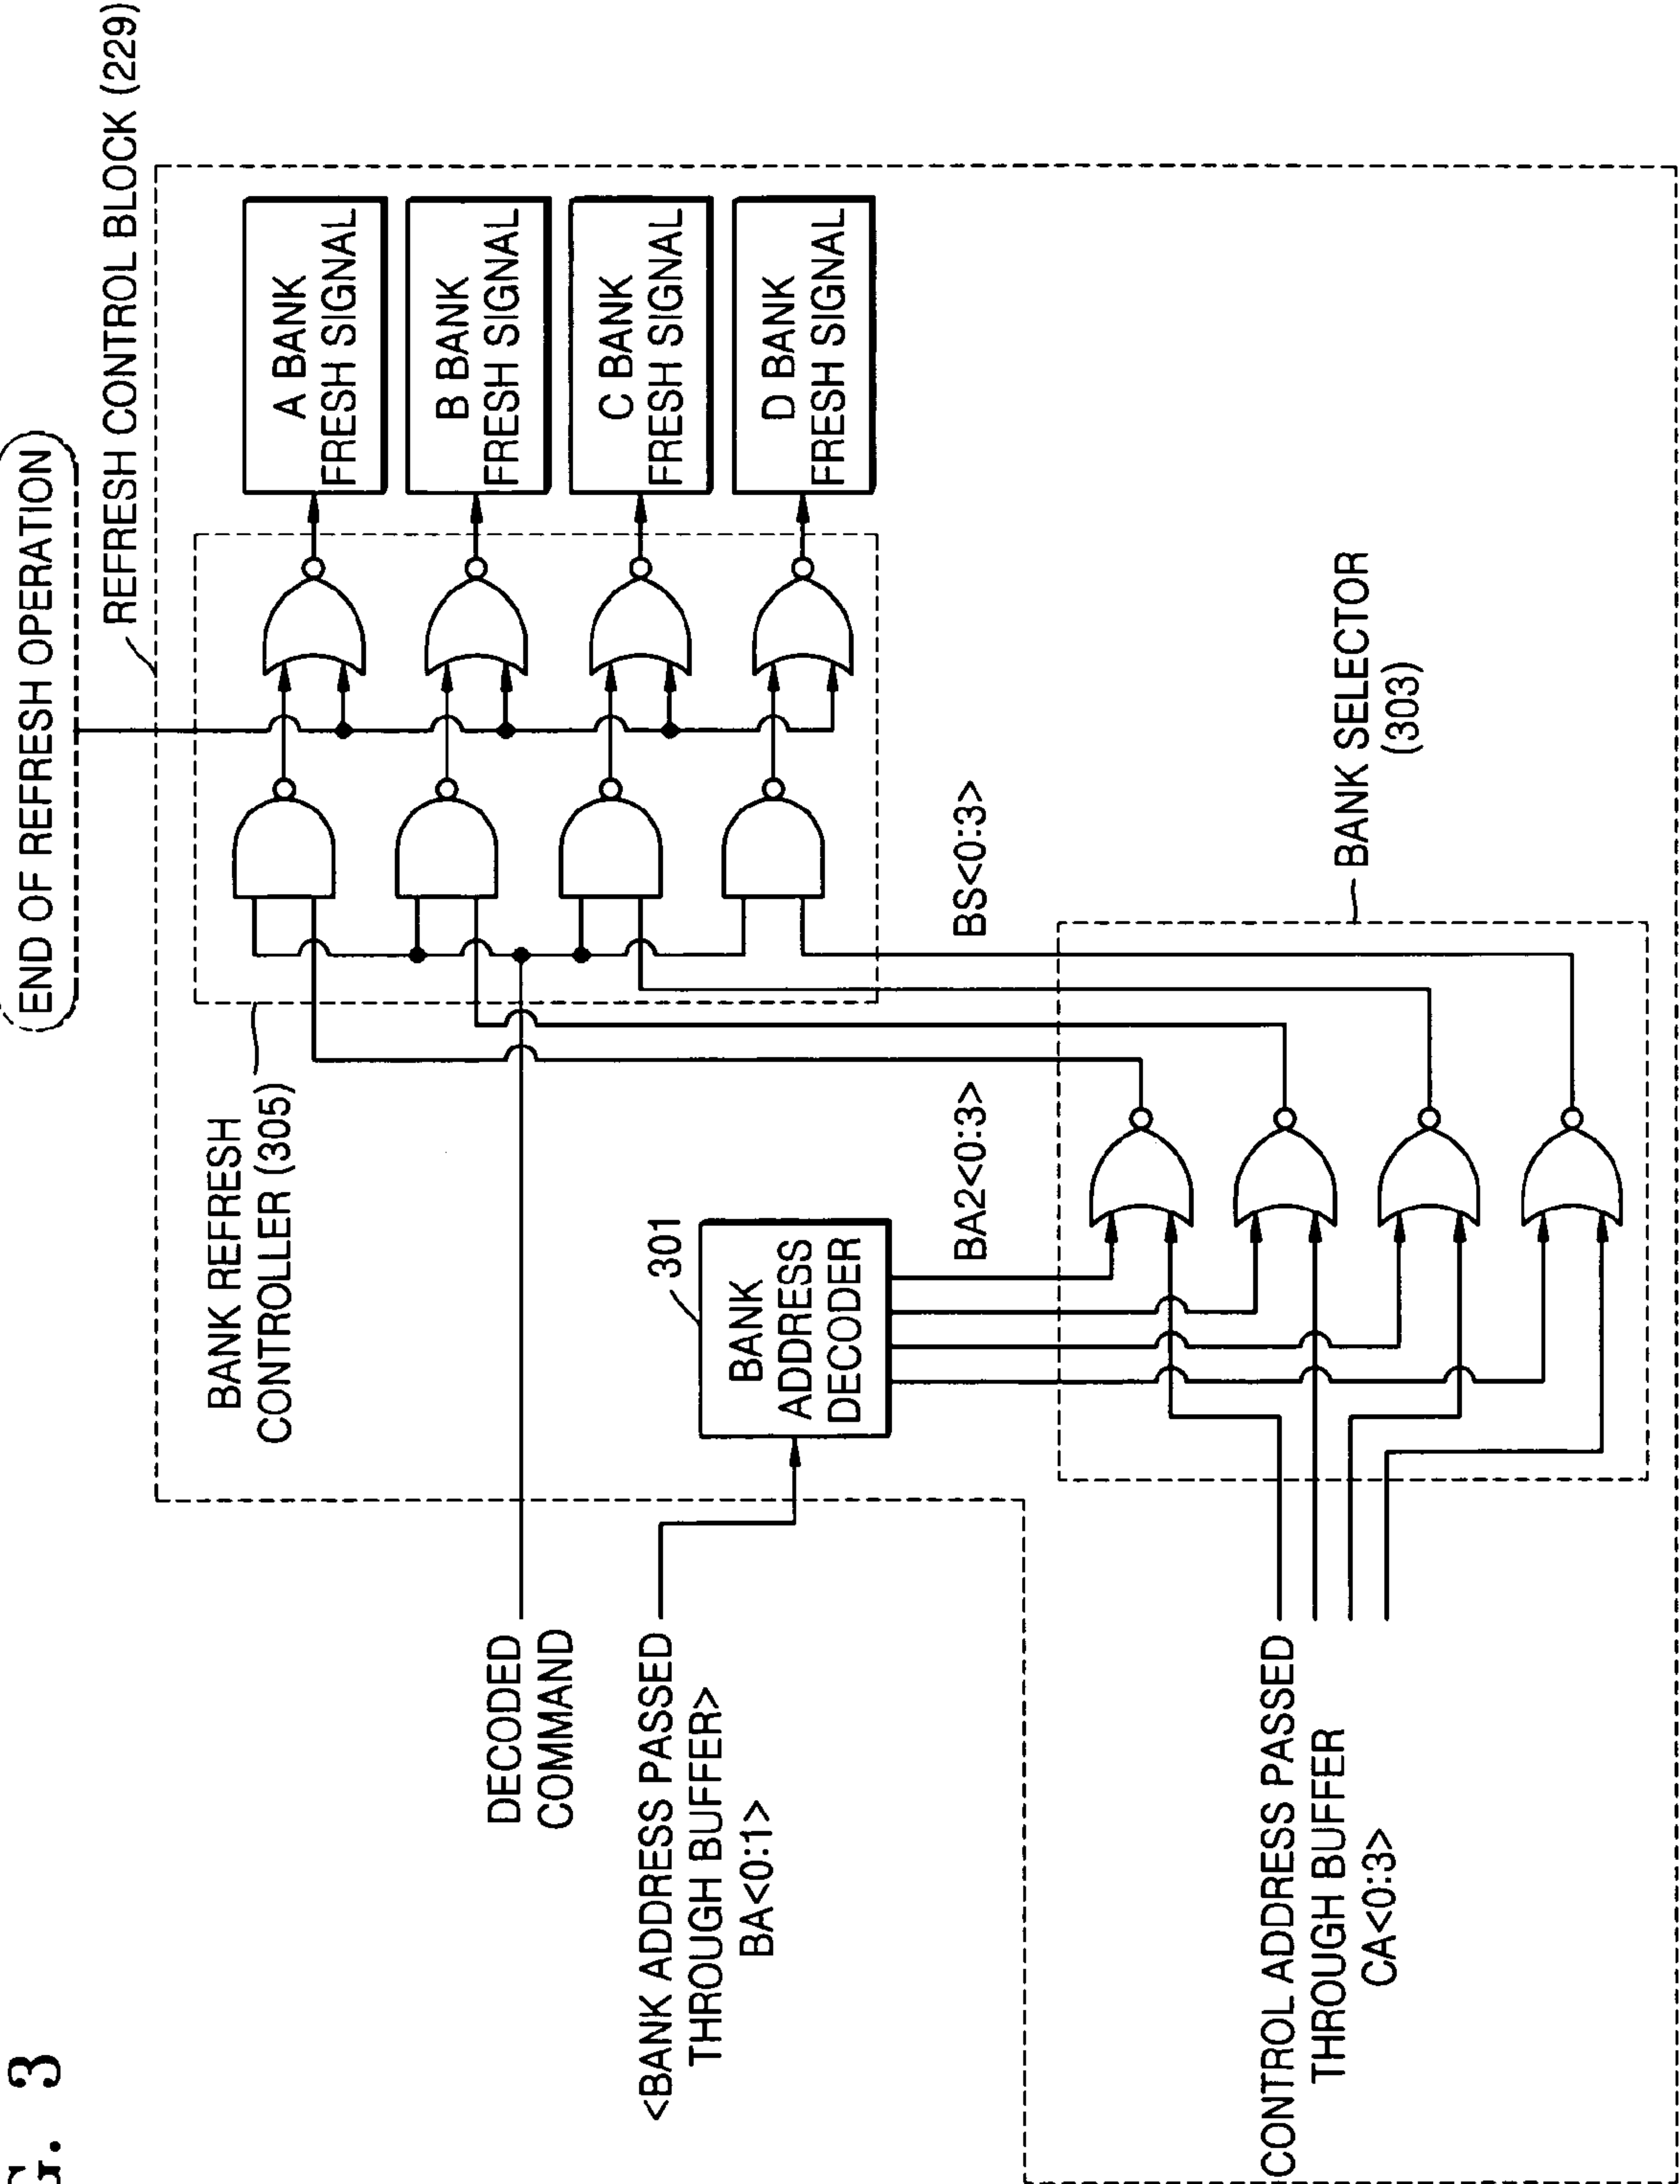 G. 3
END OF REFRESH OPERATION
REFRESH CONTROL BLOCK (229)
BANK REFRESH
CONTROLLER (305)
A BANK
FRESH SIGNAL
B BANK
FRESH SIGNAL
C BANK
FRESH SIGNAL
D BANK
FRESH SIGNAL
DECODED
COMMAND
<BANK ADDRESS PASSED
THROUGH BUFFER>
BA<0:1>
301
BANK
ADDRESS
DECODER
BA2<0:3>
BS<0:3>
BANK SELECTOR
(303)
CONTROL ADDRESS PASSED
THROUGH BUFFER
CA<0:3>